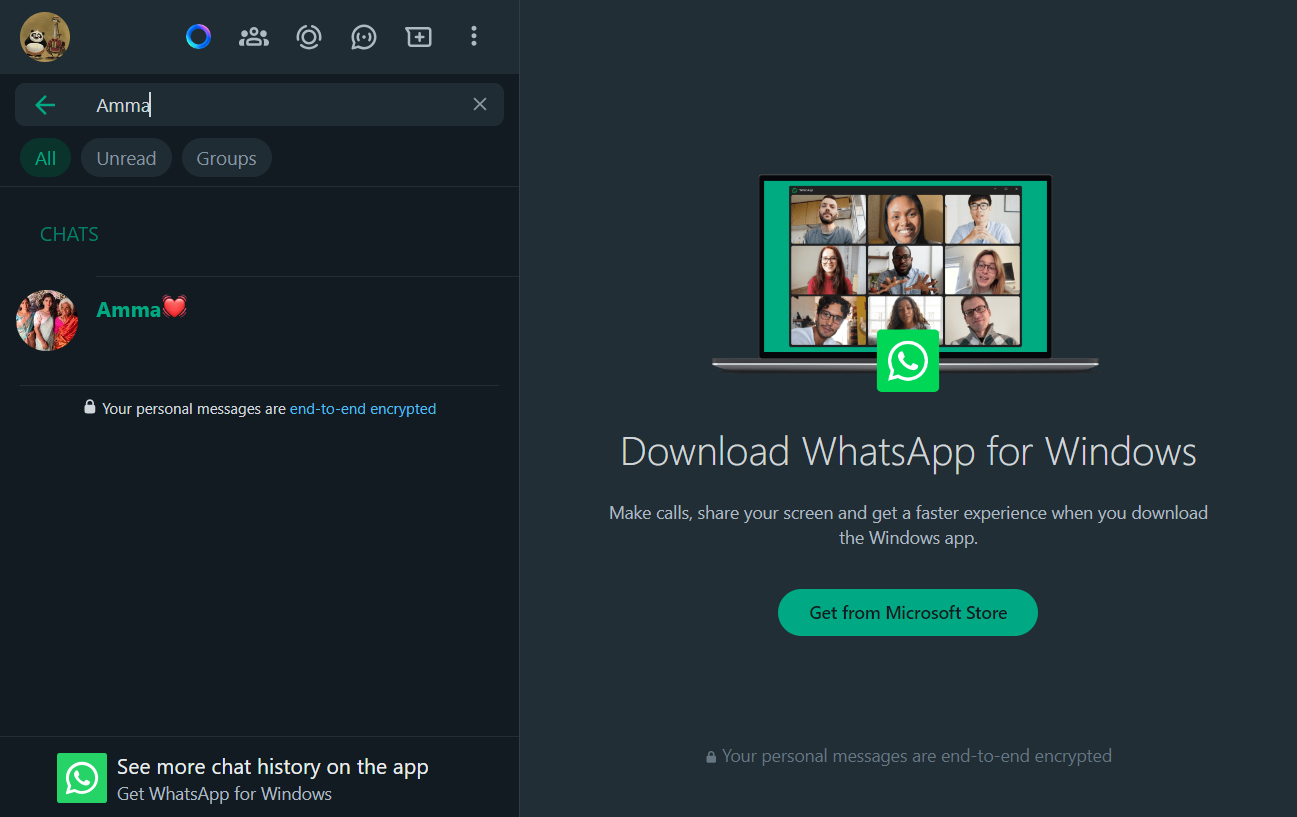 Amma
All
Unread
Groups
CHATS
Amma❤️
Your personal messages are end-to-end encrypted
See more chat history on the app
Get WhatsApp for Windows
Download WhatsApp for Windows
Make calls, share your screen and get a faster experience when you download
the Windows app.
Get from Microsoft Store
Your personal messages are end-to-end encrypted